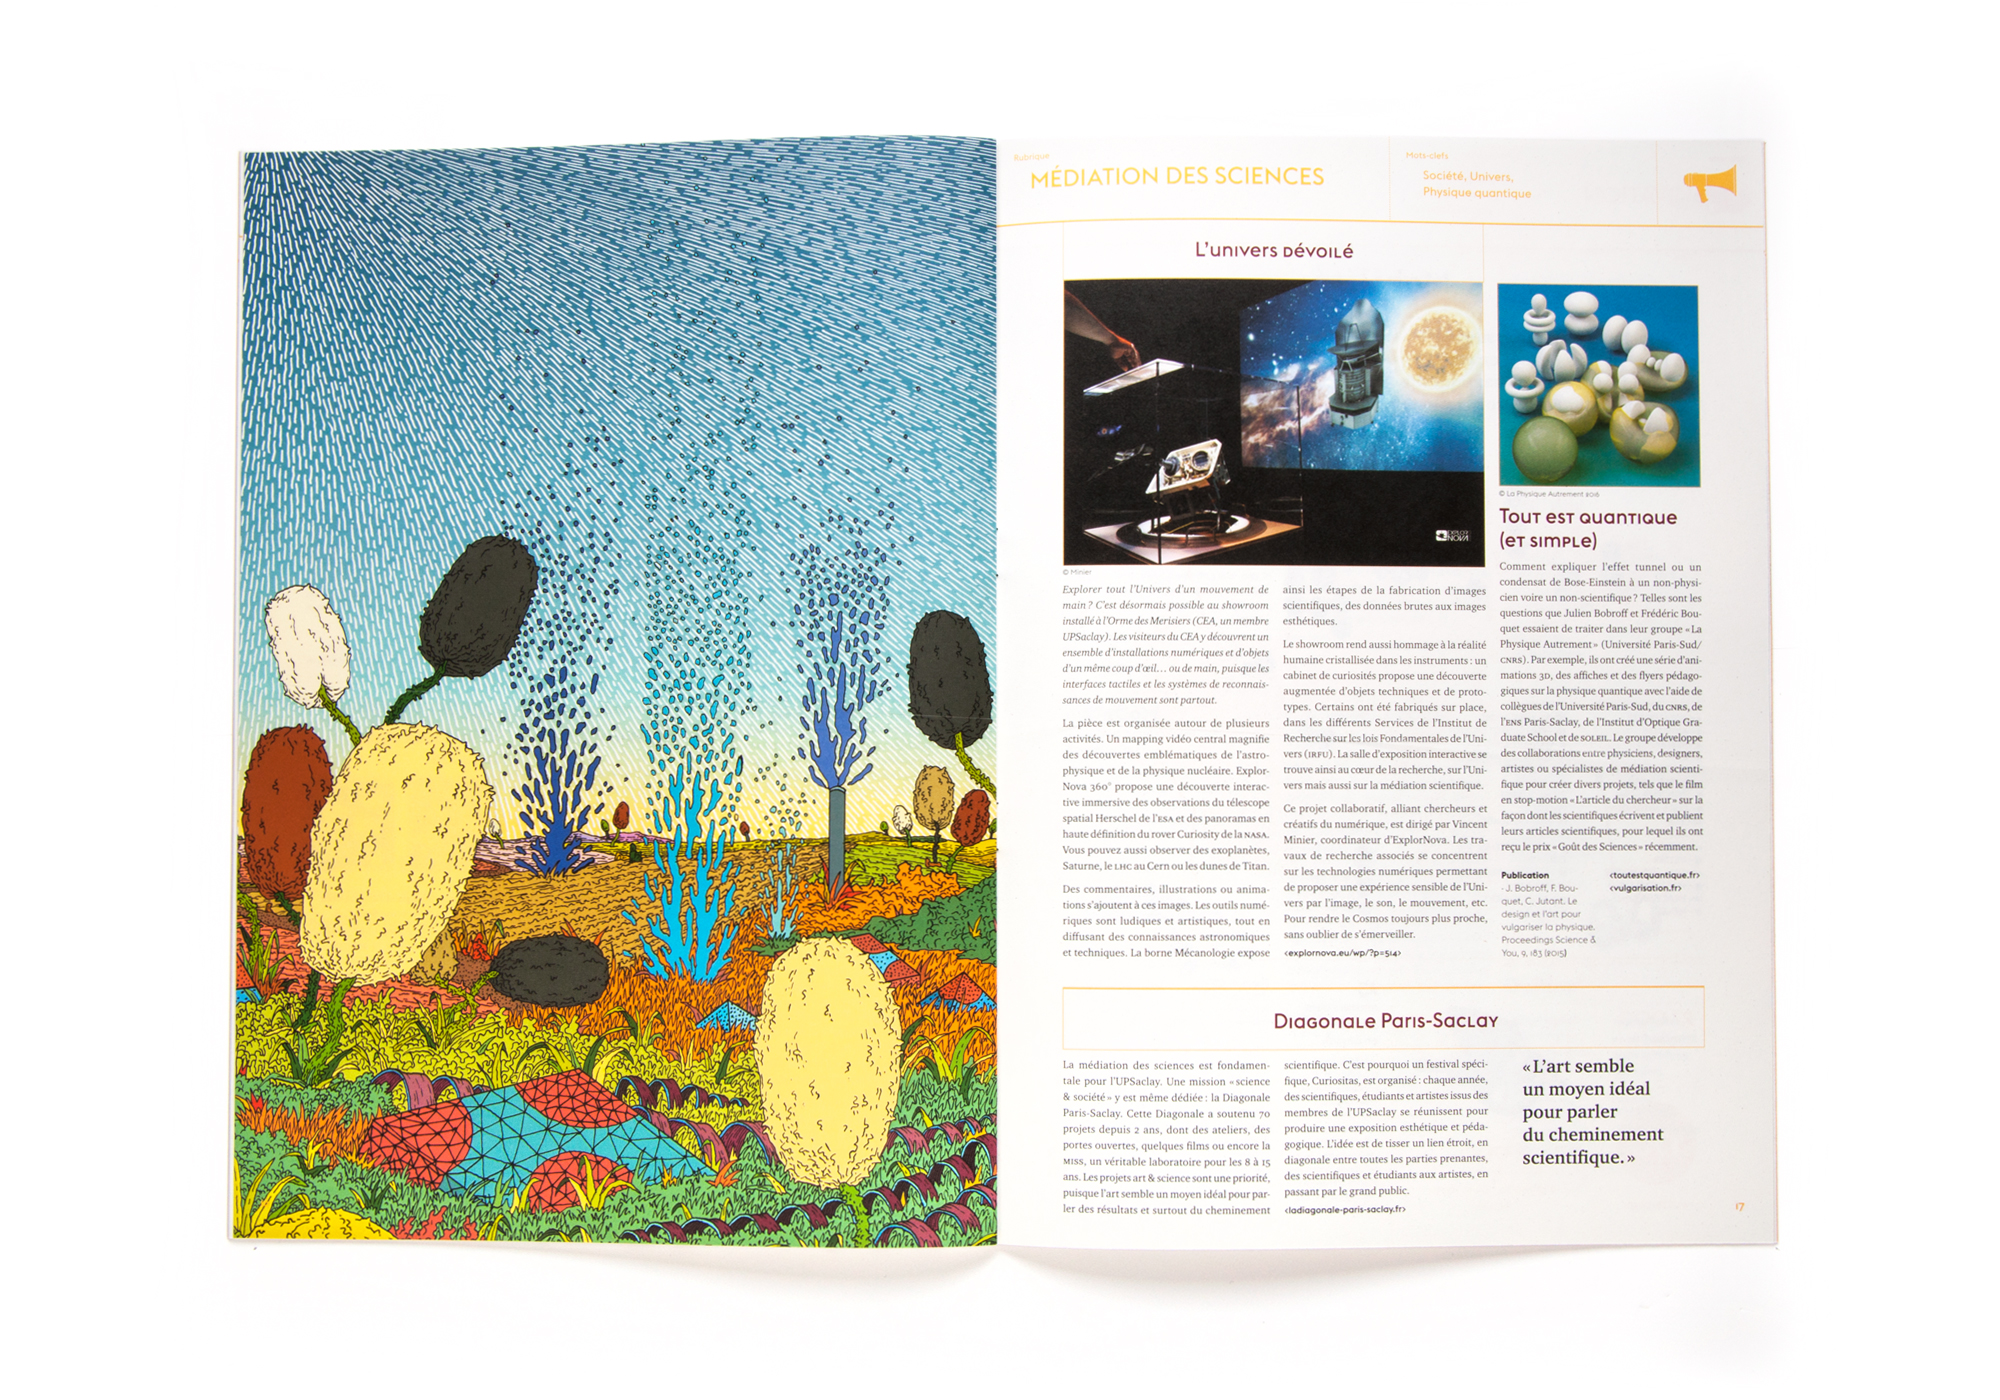 Rubrique
MÉDIATION DES SCIENCES
Mots-clefs
Société, Univers,
Physique quantique
L'univers dévoilé
© Minier
Explorer tout l'Univers d'un mouvement de
main ? C'est désormais possible au showroom
installé à l'Orme des Merisiers (CEA, un membre
UPSaclay). Les visiteurs du CEA y découvrent un
ensemble d'installations numériques et d'objets
d'un même coup d'œil… ou de main, puisque les
interfaces tactiles et les systèmes de reconnais-
sances de mouvement sont partout.
La pièce est organisée autour de plusieurs
activités. Un mapping vidéo central magnifie
des découvertes emblématiques de l'astro-
physique et de la physique nucléaire. Explor-
Nova 360° propose une découverte interac-
tive immersive des observations du télescope
spatial Herschel de l'ESA et des panoramas en
haute définition du rover Curiosity de la NASA.
Vous pouvez aussi observer des exoplanètes,
Saturne, le LHC au Cern ou les dunes de Titan.
Des commentaires, illustrations ou anima-
tions s'ajoutent à ces images. Les outils numé-
riques sont ludiques et artistiques, tout en
diffusant des connaissances astronomiques
et techniques. La borne Mécanologie expose
ainsi les étapes de la fabrication d'images
scientifiques, des données brutes aux images
esthétiques.
Le showroom rend aussi hommage à la réalité
humaine cristallisée dans les instruments : un
cabinet de curiosités propose une découverte
augmentée d'objets techniques et de proto-
types. Certains ont été fabriqués sur place,
dans les différents Services de l'Institut de
Recherche sur les lois Fondamentales de l'Uni-
vers (IRFU). La salle d'exposition interactive se
trouve ainsi au cœur de la recherche, sur l'Uni-
vers mais aussi sur la médiation scientifique.
Ce projet collaboratif, alliant chercheurs et
créatifs du numérique, est dirigé par Vincent
Minier, coordinateur d'ExplorNova. Les tra-
vaux de recherche associés se concentrent
sur les technologies numériques permettant
de proposer une expérience sensible de l'Uni-
vers par l'image, le son, le mouvement, etc.
Pour rendre le Cosmos toujours plus proche,
sans oublier de s'émerveiller.
‹explornova.eu/wp/?p=514›
© La Physique Autrement 2016
Tout est quantique
(et simple)
Comment expliquer l'effet tunnel ou un
condensat de Bose-Einstein à un non-physi-
cien voire un non-scientifique ? Telles sont les
questions que Julien Bobroff et Frédéric Bou-
quet essaient de traiter dans leur groupe « La
Physique Autrement » (Université Paris-Sud/
CNRS). Par exemple, ils ont créé une série d'ani-
mations 3D, des affiches et des flyers pédago-
giques sur la physique quantique avec l'aide de
collègues de l'Université Paris-Sud, du CNRS, de
l'ENS Paris-Saclay, de l'Institut d'Optique Gra-
duate School et de SOLEIL. Le groupe développe
des collaborations entre physiciens, designers,
artistes ou spécialistes de médiation scienti-
fique pour créer divers projets, tels que le film
en stop-motion « L'article du chercheur » sur la
façon dont les scientifiques écrivent et publient
leurs articles scientifiques, pour lequel ils ont
reçu le prix « Goût des Sciences » récemment.
Publication
- J. Bobroff, F. Bou-
quet, C. Jutant, Le
design et l'art pour
vulgariser la physique.
Proceedings Science &
You, 9, 183 (2015)
‹toutestquantique.fr›
‹vulgarisation.fr›
Diagonale Paris-Saclay
La médiation des sciences est fondamen-
tale pour l'UPSaclay. Une mission « science
& société » y est même dédiée : la Diagonale
Paris-Saclay. Cette Diagonale a soutenu 70
projets depuis 2 ans, dont des ateliers, des
portes ouvertes, quelques films ou encore la
MISS, un véritable laboratoire pour les 8 à 15
ans. Les projets art & science sont une priorité,
puisque l'art semble un moyen idéal pour par-
ler des résultats et surtout du cheminement
scientifique. C'est pourquoi un festival spéci-
fique, Curiositas, est organisé : chaque année,
des scientifiques, étudiants et artistes issus des
membres de l'UPSaclay se réunissent pour
produire une exposition esthétique et péda-
gogique. L'idée est de tisser un lien étroit, en
diagonale entre toutes les parties prenantes,
des scientifiques et étudiants aux artistes, en
passant par le grand public.
‹ladiagonale-paris-saclay.fr›
« L'art semble
un moyen idéal
pour parler
du cheminement
scientifique. »
17